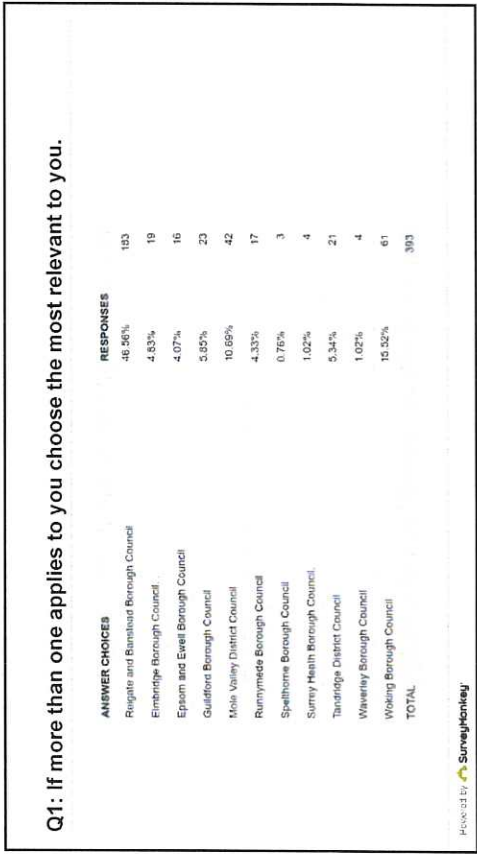 Q1: If more than one applies to you choose the most relevant to you.
ANSWER CHOICES RESPONSES
Reigate and Banstead Borough Council 46.56% 183
Elmbridge Borough Council. 4.83% 19
Epsom and Ewell Borough Council 4.07% 16
Guildford Borough Council 5.85% 23
Mole Valley District Council 10.69% 42
Runnymede Borough Council 4.33% 17
Spelthorne Borough Council 0.76% 3
Surrey Heath Borough Council. 1.02% 4
Tandridge District Council 5.34% 21
Waverley Borough Council 1.02% 4
Woking Borough Council 15.52% 61
TOTAL 393
Powered by SurveyMonkey